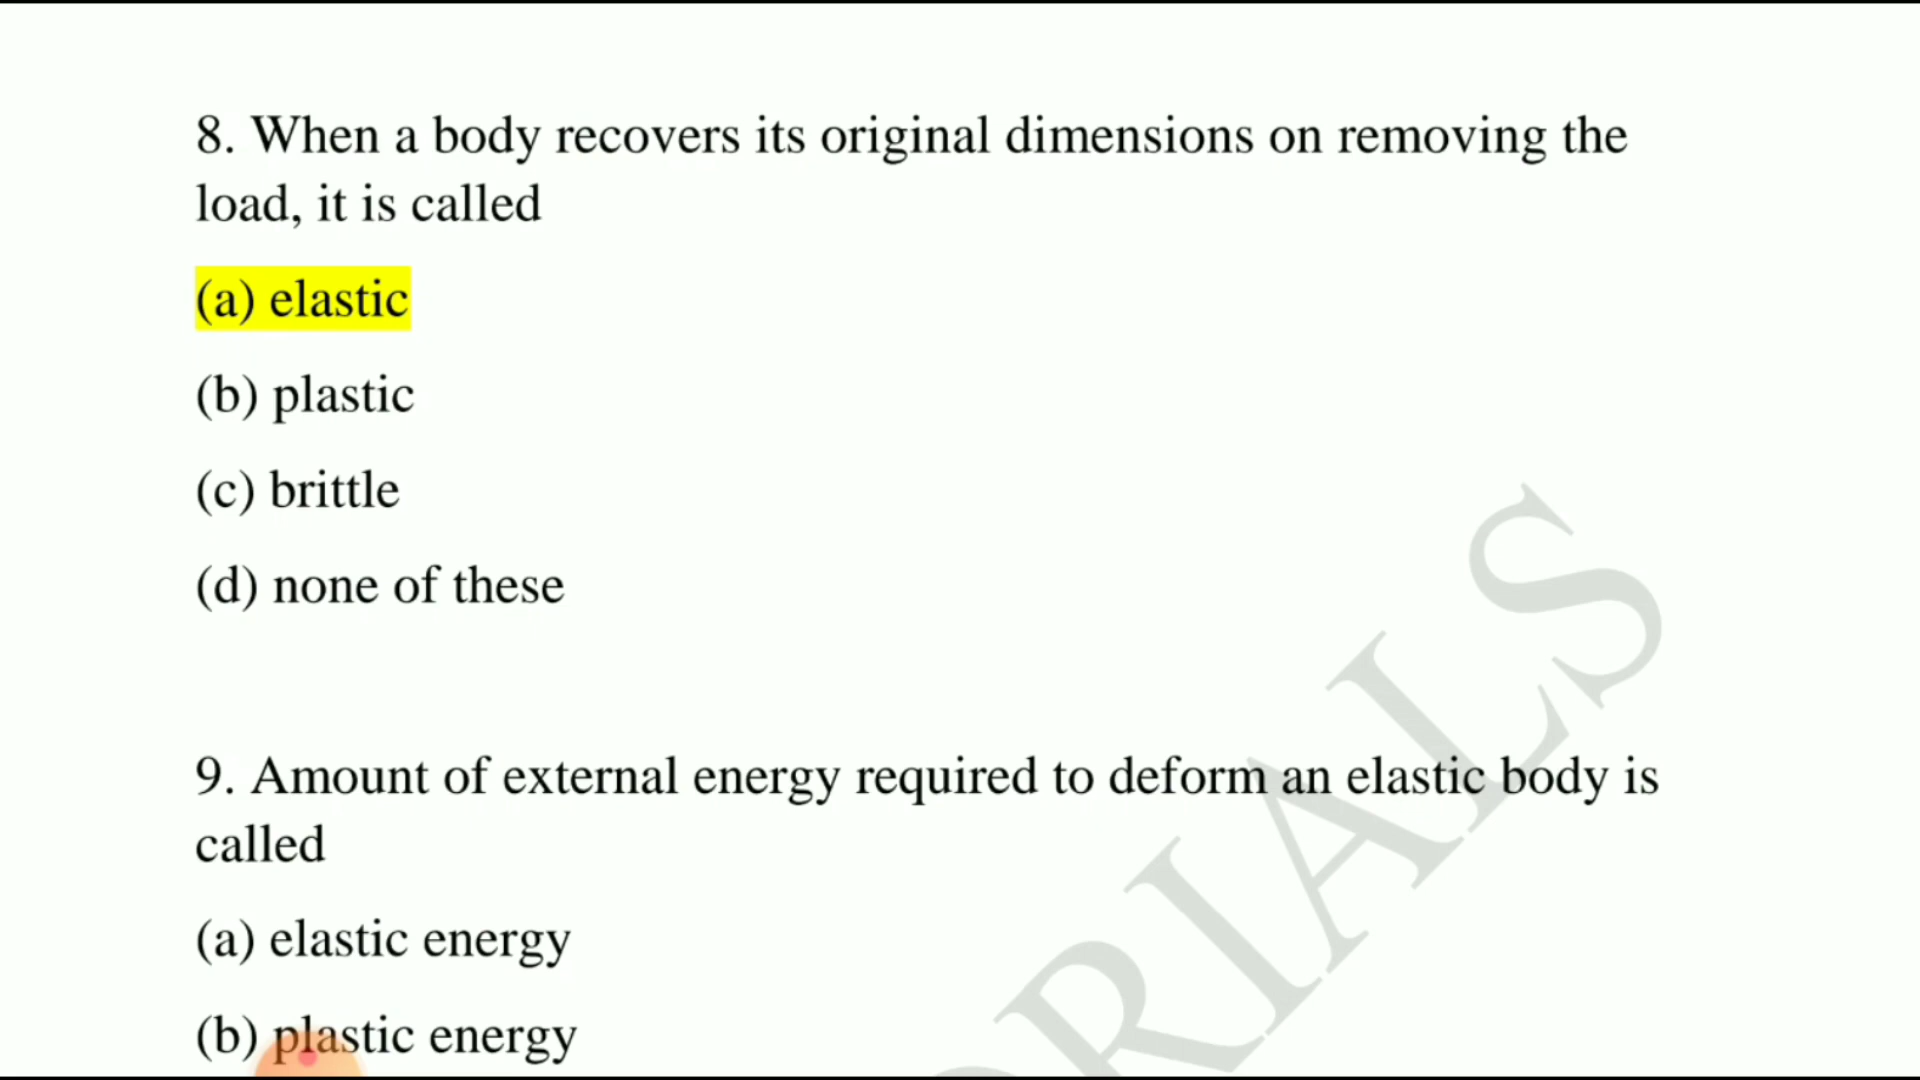 8. When a body recovers its original dimensions on removing the
load, it is called
(a) elastic
(b) plastic
(c) brittle
(d) none of these
9. Amount of external energy required to deform an elastic body is
called
(a) elastic energy
(b) plastic energy
RIALS